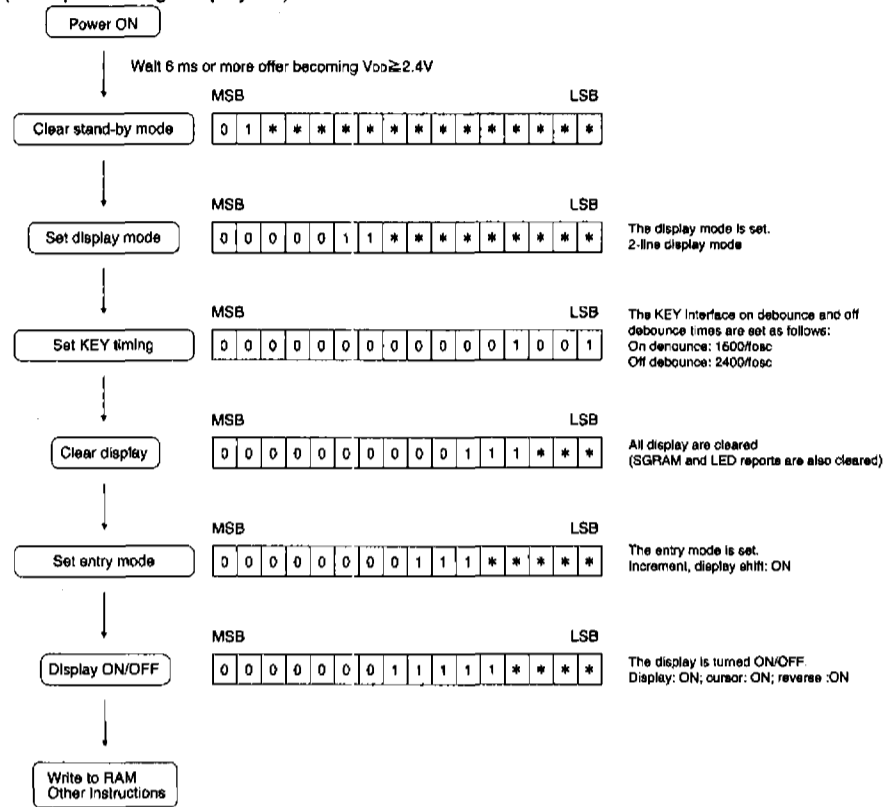 Power ON
Wait 6 ms or more offer becoming VDD≧2.4V
MSB LSB
Clear stand-by mode 0 1 * * * * * * * * * * * * * *
MSB LSB
Set display mode 0 0 0 0 0 1 1 * * * * * * * * *
The display mode is set.
2-line display mode
MSB LSB
Set KEY timing 0 0 0 0 0 0 0 0 0 0 0 0 1 0 0 1
The KEY Interface on debounce and off
debounce times are set as follows:
On denounce: 1600/fosc
Off debounce: 2400/fosc
MSB LSB
Clear display 0 0 0 0 0 0 0 0 0 0 1 1 1 * * *
All display are cleared
(SGRAM and LED reports are also cleared)
MSB LSB
Set entry mode 0 0 0 0 0 0 0 0 1 1 1 * * * * *
The entry mode is set.
Increment, display shift: ON
MSB LSB
Display ON/OFF 0 0 0 0 0 0 0 1 1 1 1 1 * * * *
The display is turned ON/OFF.
Display: ON; cursor: ON; reverse :ON
Write to RAM
Other Instructions